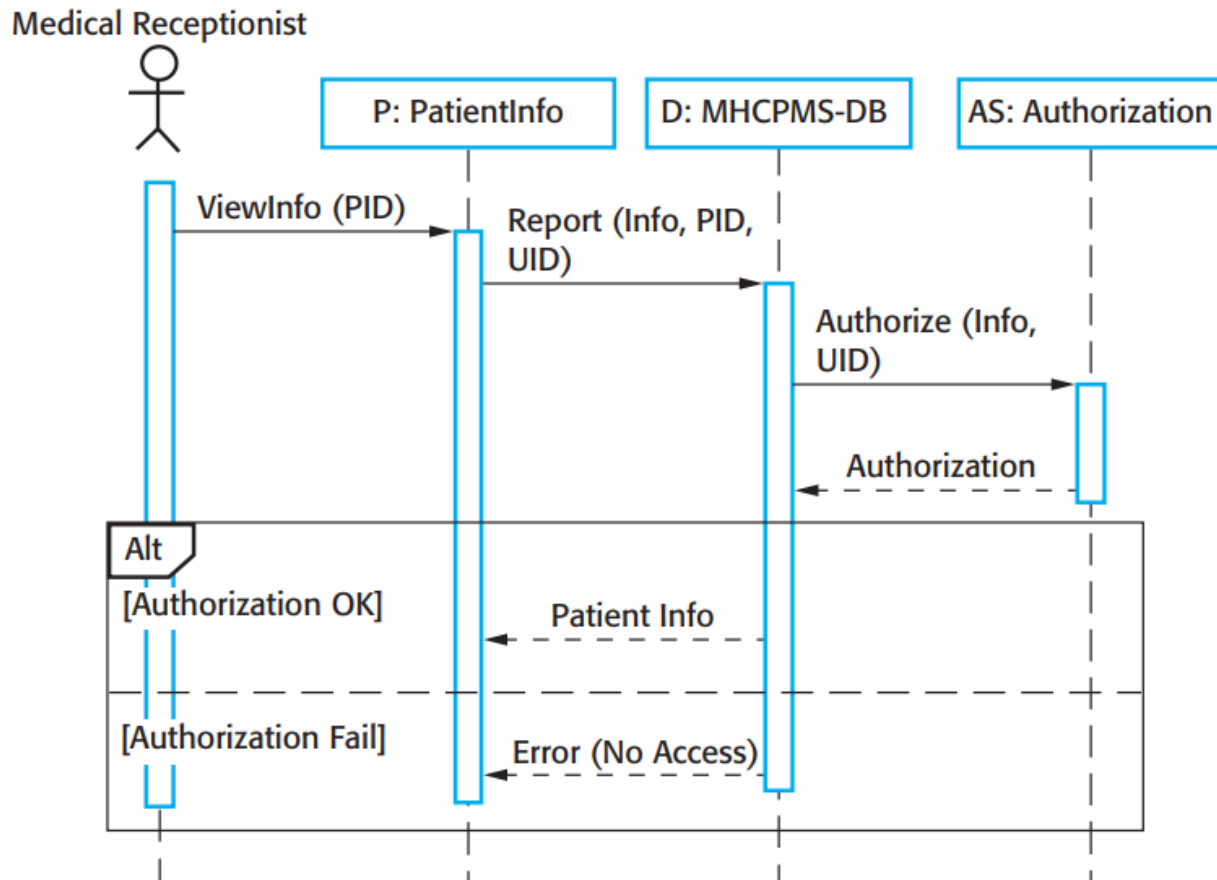 Medical Receptionist
P: PatientInfo
D: MHCPMS-DB
AS: Authorization
ViewInfo (PID)
Report (Info, PID,
UID)
Authorize (Info,
UID)
Authorization
Alt
[Authorization OK]
Patient Info
[Authorization Fail]
Error (No Access)